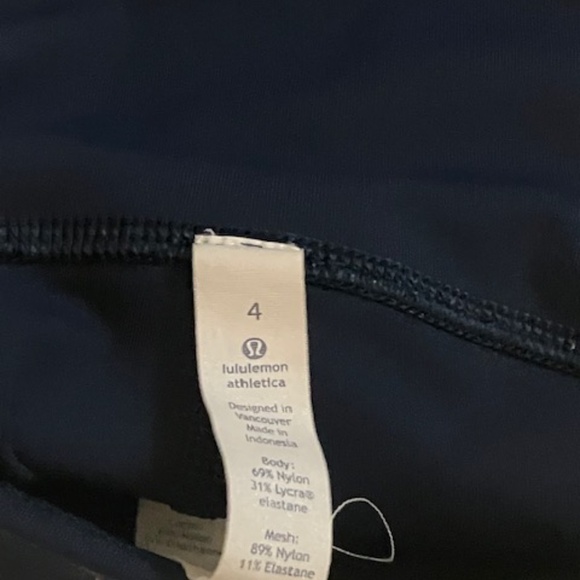 4
lululemon
athletica
Designed in
Vancouver
Made in
Indonesia
Body:
69% Nylon
31% Lycra®
elastane
Mesh:
89% Nylon
11% Elastane